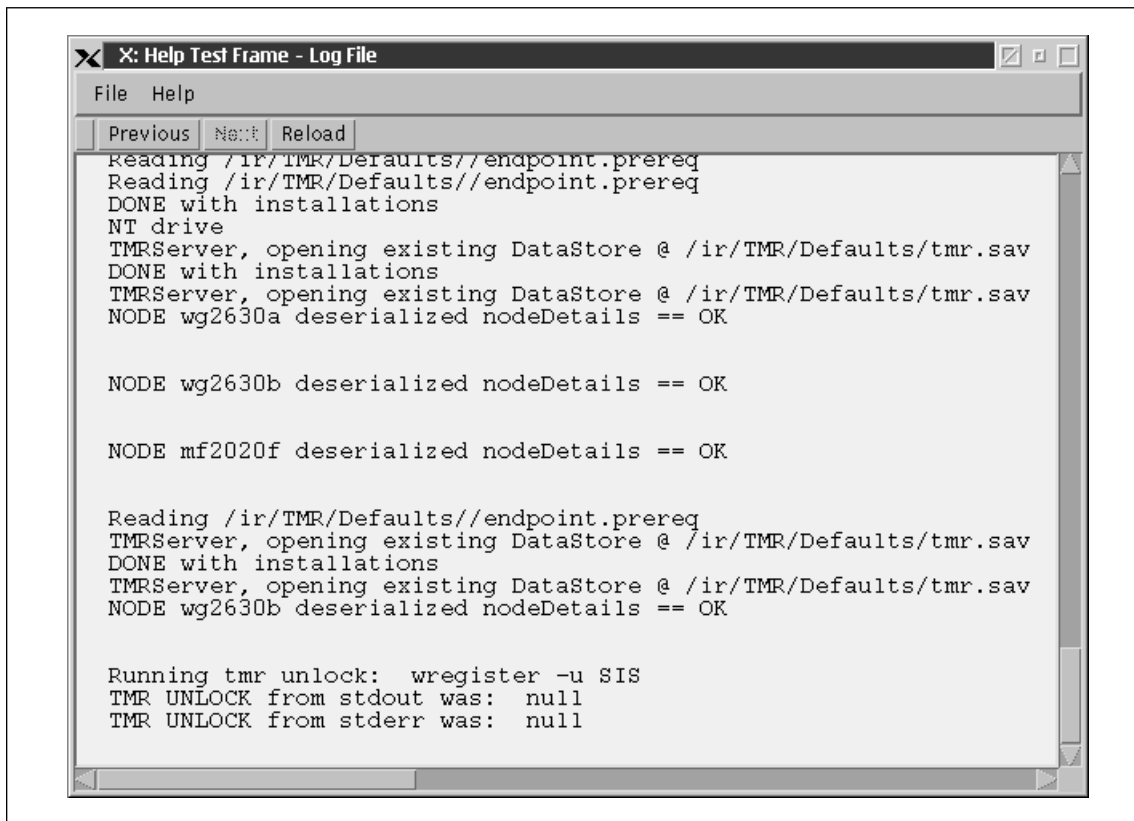 X: Help Test Frame - Log File
File Help
Previous Next Reload
Reading /ir/TMR/Defaults//endpoint.prereq
Reading /ir/TMR/Defaults//endpoint.prereq
DONE with installations
NT drive
TMRServer, opening existing DataStore @ /ir/TMR/Defaults/tmr.sav
DONE with installations
TMRServer, opening existing DataStore @ /ir/TMR/Defaults/tmr.sav
NODE wg2630a deserialized nodeDetails == OK
NODE wg2630b deserialized nodeDetails == OK
NODE mf2020f deserialized nodeDetails == OK
Reading /ir/TMR/Defaults//endpoint.prereq
TMRServer, opening existing DataStore @ /ir/TMR/Defaults/tmr.sav
DONE with installations
TMRServer, opening existing DataStore @ /ir/TMR/Defaults/tmr.sav
NODE wg2630b deserialized nodeDetails == OK
Running tmr unlock:  wregister -u SIS
TMR UNLOCK from stdout was:  null
TMR UNLOCK from stderr was:  null